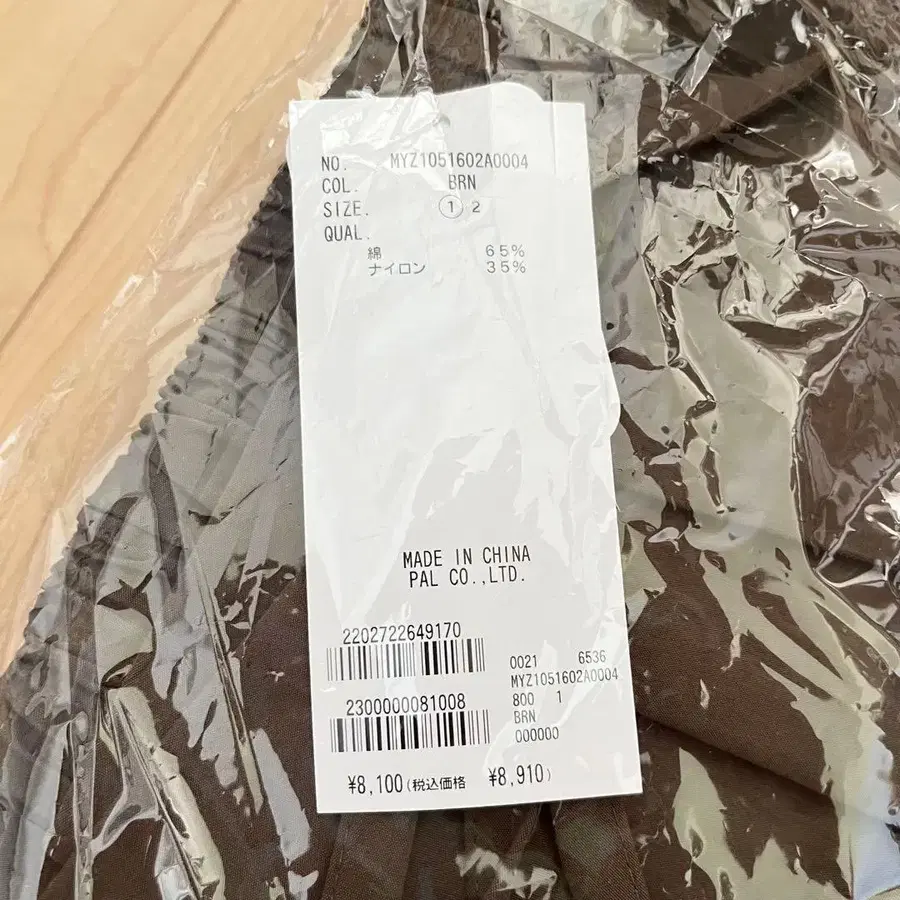 NO. MYZ1051602A0004
COL. BRN
SIZE. ① 2
QUAL.
綿 65%
ナイロン 35%
MADE IN CHINA
PAL CO.,LTD.
2202722649170
2300000081008
0021 6536
MYZ1051602A0004
800 1
BRN
000000
¥8,100(税込価格 ¥8,910)